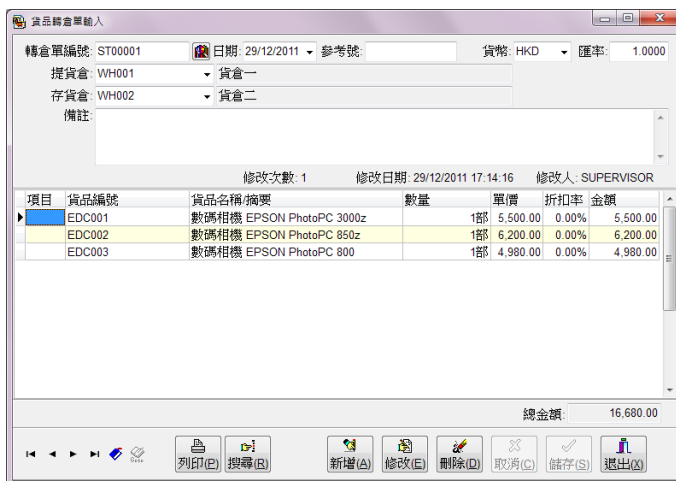 貨品轉倉單輸入
轉倉單編號: ST00001 日期: 29/12/2011 參考號: 貨幣: HKD 匯率: 1.0000
提貨倉: WH001 貨倉一
存貨倉: WH002 貨倉二
備註:
修改次數: 1 修改日期: 29/12/2011 17:14:16 修改人: SUPERVISOR
項目 貨品編號 貨品名稱/摘要 數量 單價 折扣率 金額
EDC001 數碼相機 EPSON PhotoPC 3000z 1部 5,500.00 0.00% 5,500.00
EDC002 數碼相機 EPSON PhotoPC 850z 1部 6,200.00 0.00% 6,200.00
EDC003 數碼相機 EPSON PhotoPC 800 1部 4,980.00 0.00% 4,980.00
總金額: 16,680.00
列印(P) 搜尋(R) 新增(A) 修改(E) 刪除(D) 取消(C) 儲存(S) 退出(X)